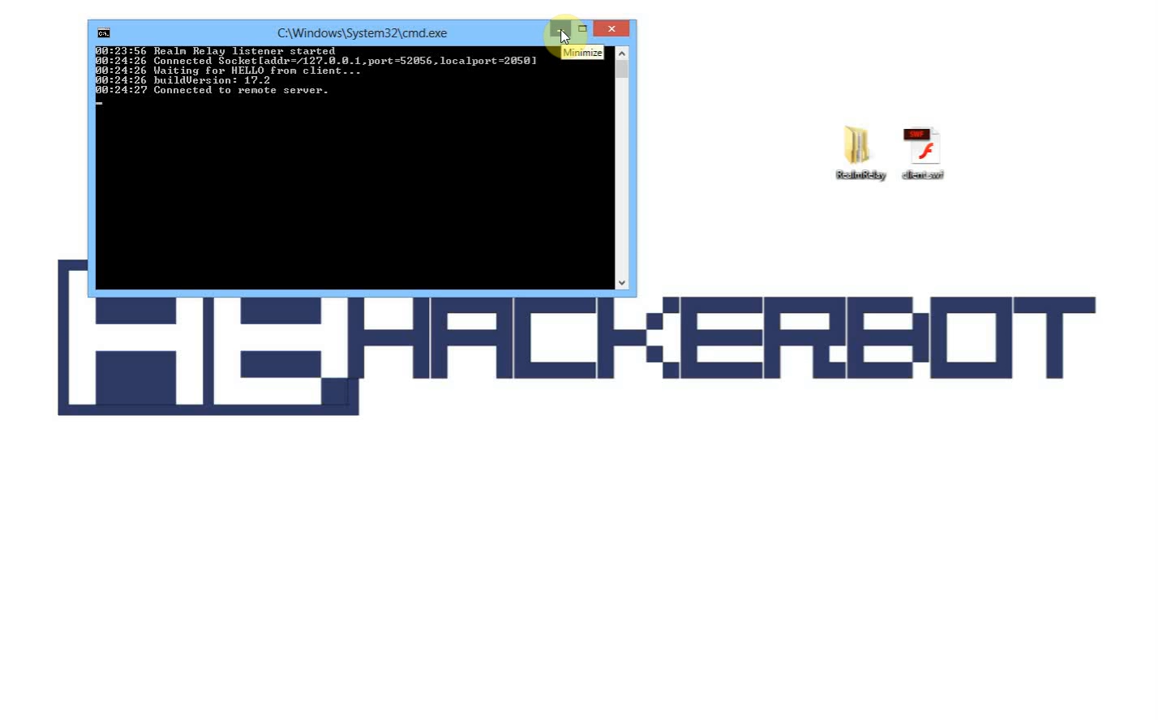 C:\Windows\System32\cmd.exe
Minimize
00:23:56 Realm Relay listener started
00:24:26 Connected Socket[addr=/127.0.0.1,port=52056,localport=2050]
00:24:26 Waiting for HELLO from client...
00:24:26 buildVersion: 17.2
00:24:27 Connected to remote server.
SWF
RealmRelay
client.swf
HB HACKERBOT